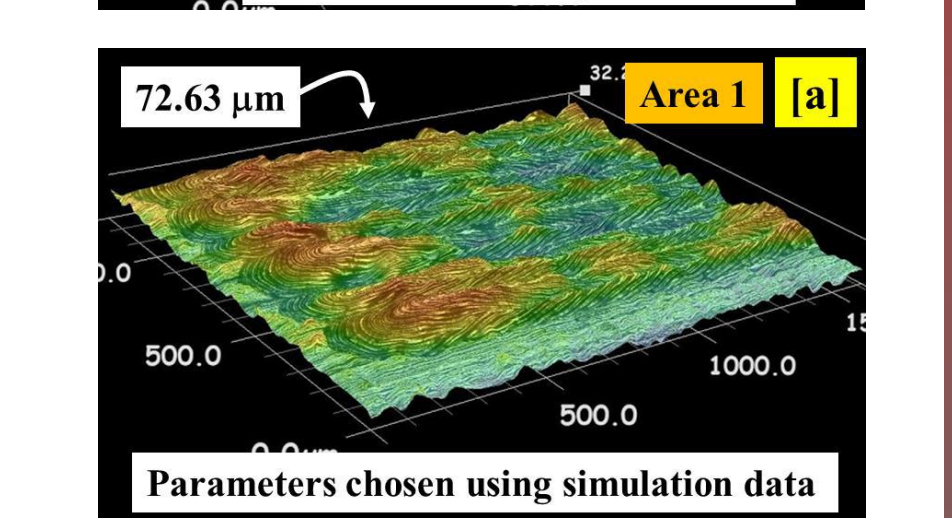 72.63 μm
Area 1
[a]
500.0
1000.0
500.0
Parameters chosen using simulation data